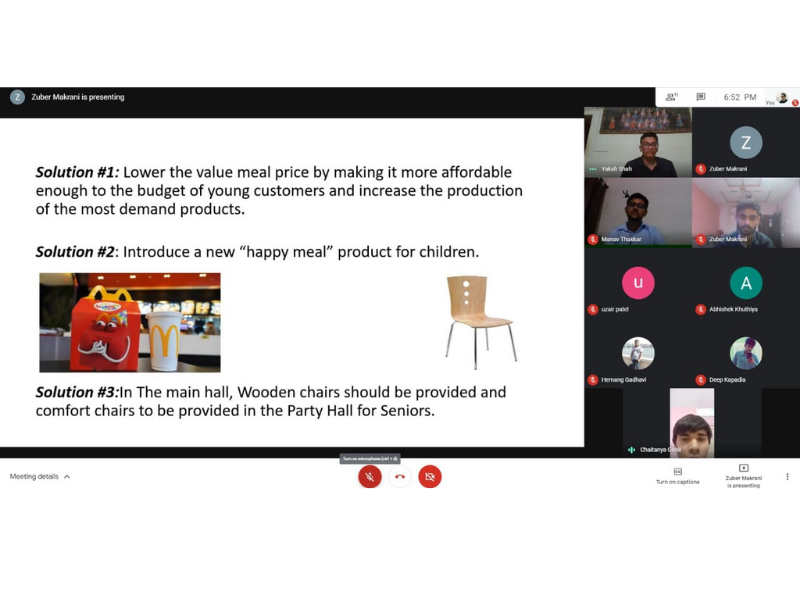 Z Zuber Makrani is presenting
11
6:52 PM
You
Solution #1: Lower the value meal price by making it more affordable
enough to the budget of young customers and increase the production
of the most demand products.
Solution #2: Introduce a new “happy meal” product for children.
Solution #3:In The main hall, Wooden chairs should be provided and
comfort chairs to be provided in the Party Hall for Seniors.
Yaksh Shah
Z
Zuber Makrani
Manav Thakkar
Zuber Makrani
u
uzair patel
A
Abhishek Khuthiya
Hemang Gadhavi
Deep Kapadia
Chaitanya
Turn on microphone (ctrl + d)
Meeting details
Turn on captions
Zuber Makrani
is presenting